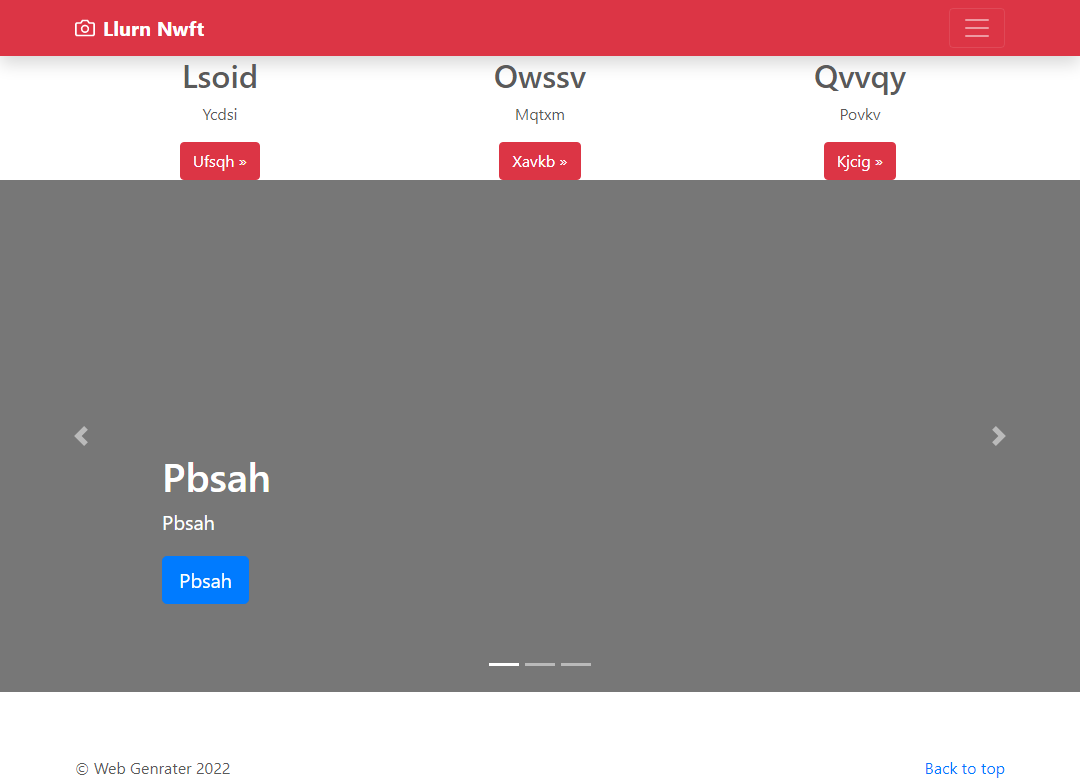 Llurn Nwft
Lsoid
Owssv
Qvvqy
Ycdsi
Mqtxm
Povkv
Ufsqh »
Xavkb »
Kjcig »
Pbsah
Pbsah
Pbsah
© Web Genrater 2022
Back to top